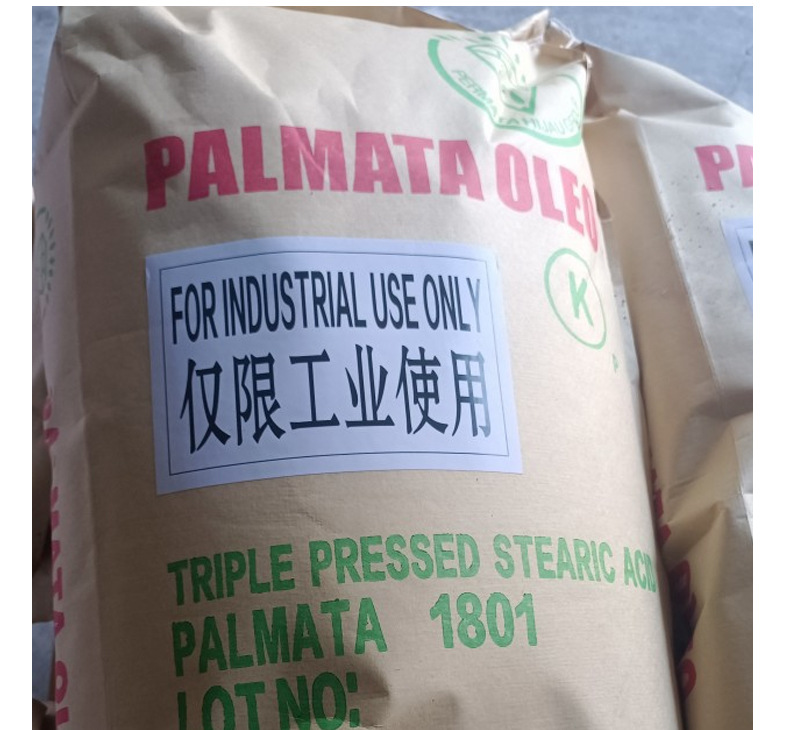 PALMATA OLEO
K
FOR INDUSTRIAL USE ONLY
仅限工业使用
P
TRIPLE PRESSED STEARIC ACID
PALMATA 1801
LOT NO: